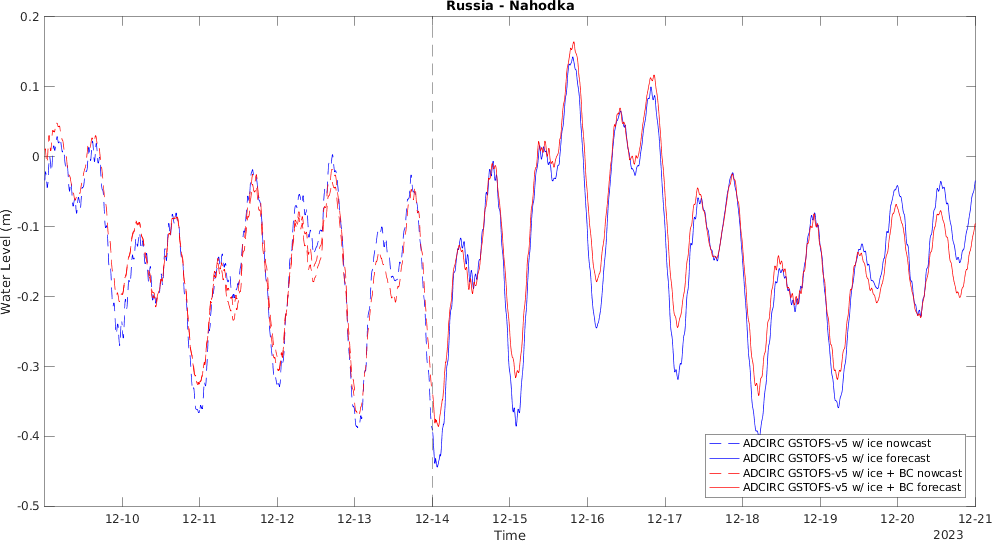 Russia - Nahodka
Water Level (m)
0.2
0.1
0
-0.1
-0.2
-0.3
-0.4
-0.5
ADCIRC GSTOFS-v5 w/ ice nowcast
ADCIRC GSTOFS-v5 w/ ice forecast
ADCIRC GSTOFS-v5 w/ ice + BC nowcast
ADCIRC GSTOFS-v5 w/ ice + BC forecast
12-10 12-11 12-12 12-13 12-14 12-15 12-16 12-17 12-18 12-19 12-20 12-21
Time
2023